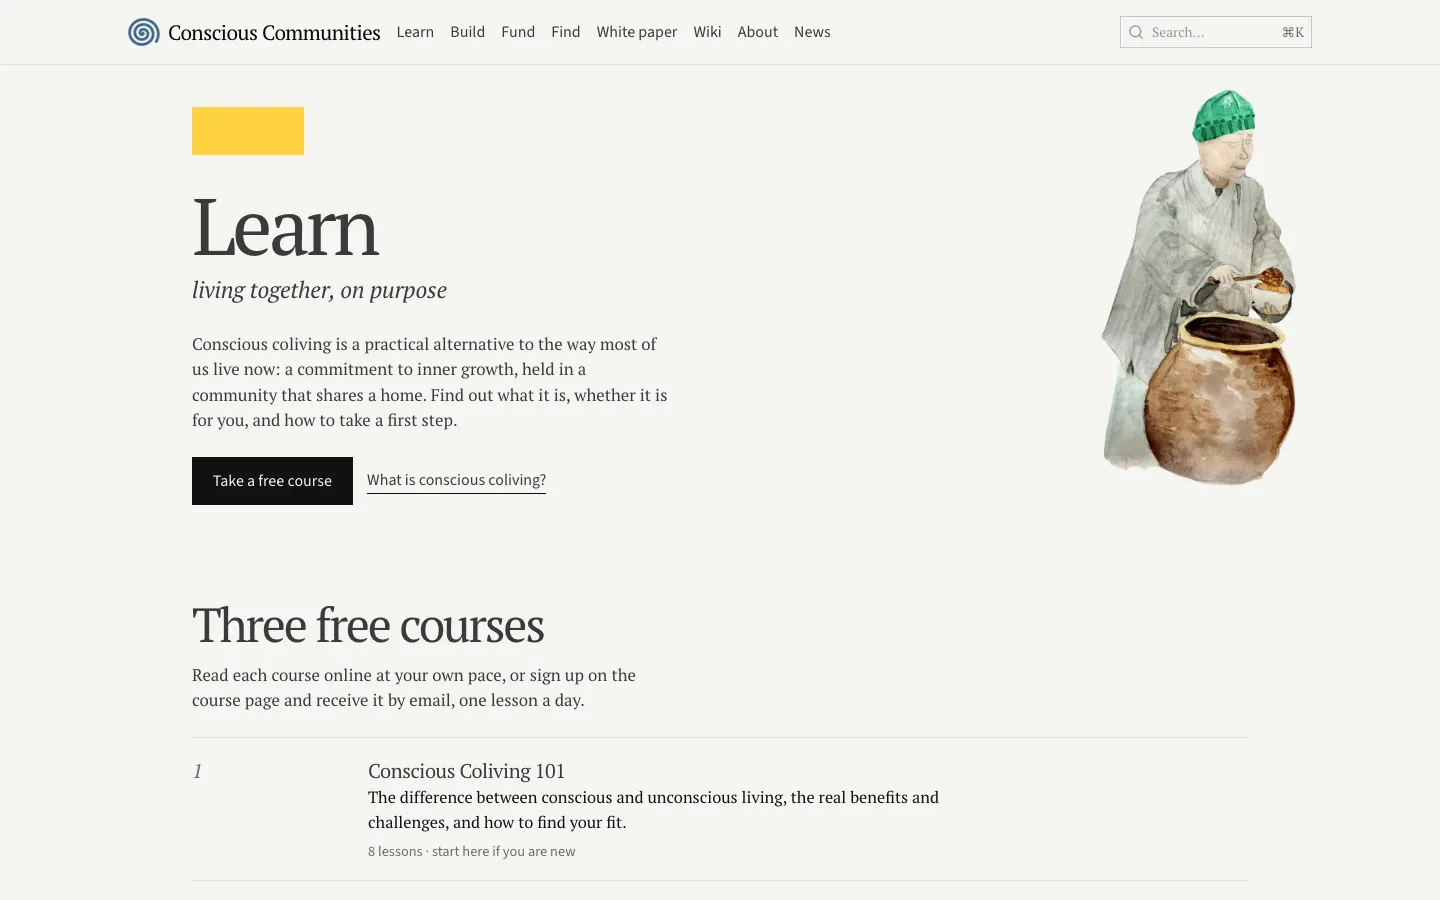 Conscious Communities
Learn
Build
Fund
Find
White paper
Wiki
About
News
Search...
⌘K
Learn
living together, on purpose
Conscious coliving is a practical alternative to the way most of
us live now: a commitment to inner growth, held in a
community that shares a home. Find out what it is, whether it is
for you, and how to take a first step.
Take a free course
What is conscious coliving?
Three free courses
Read each course online at your own pace, or sign up on the
course page and receive it by email, one lesson a day.
1
Conscious Coliving 101
The difference between conscious and unconscious living, the real benefits and
challenges, and how to find your fit.
8 lessons · start here if you are new